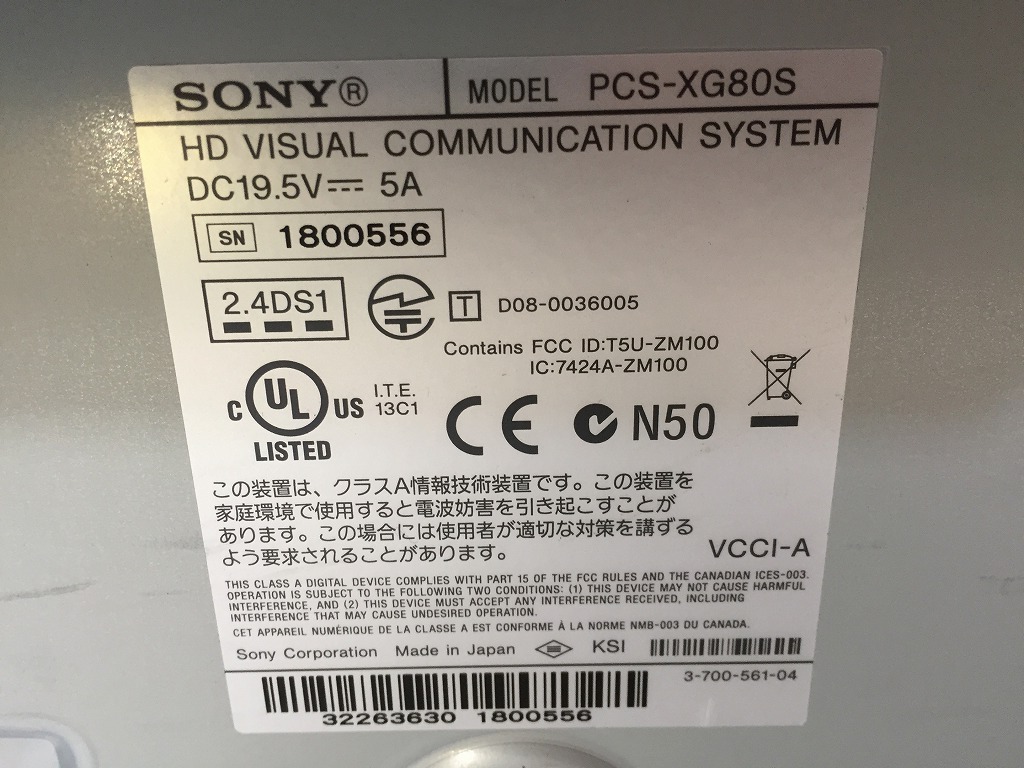 SONY®
MODEL PCS-XG80S
HD VISUAL COMMUNICATION SYSTEM
DC19.5V⎓ 5A
SN 1800556
2.4DS1
T D08-0036005
Contains FCC ID:T5U-ZM100
IC:7424A-ZM100
C UL US
LISTED
I.T.E.
13C1
CE N50
この装置は、クラスA情報技術装置です。この装置を
家庭環境で使用すると電波妨害を引き起こすことが
あります。この場合には使用者が適切な対策を講ずる
よう要求されることがあります。
VCCI-A
THIS CLASS A DIGITAL DEVICE COMPLIES WITH PART 15 OF THE FCC RULES AND THE CANADIAN ICES-003.
OPERATION IS SUBJECT TO THE FOLLOWING TWO CONDITIONS: (1) THIS DEVICE MAY NOT CAUSE HARMFUL
INTERFERENCE, AND (2) THIS DEVICE MUST ACCEPT ANY INTERFERENCE RECEIVED, INCLUDING
INTERFERENCE THAT MAY CAUSE UNDESIRED OPERATION.
CET APPAREIL NUMÉRIQUE DE LA CLASSE A EST CONFORME À LA NORME NMB-003 DU CANADA.
Sony Corporation Made in Japan KSI
3-700-561-04
32263630 1800556